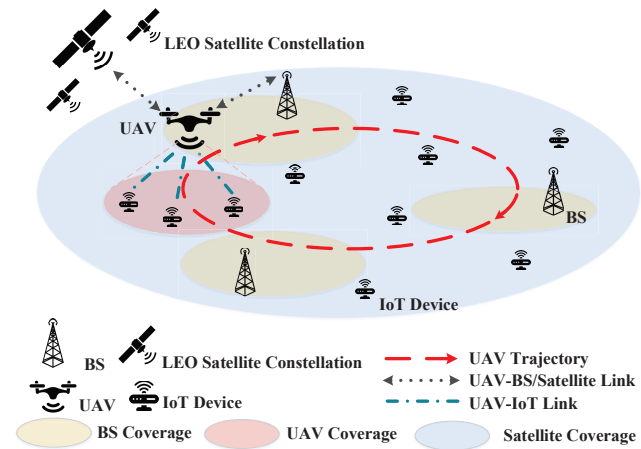 LEO Satellite Constellation
UAV
BS
IoT Device
BS
LEO Satellite Constellation
UAV
IoT Device
UAV Trajectory
UAV-BS/Satellite Link
UAV-IoT Link
BS Coverage
UAV Coverage
Satellite Coverage